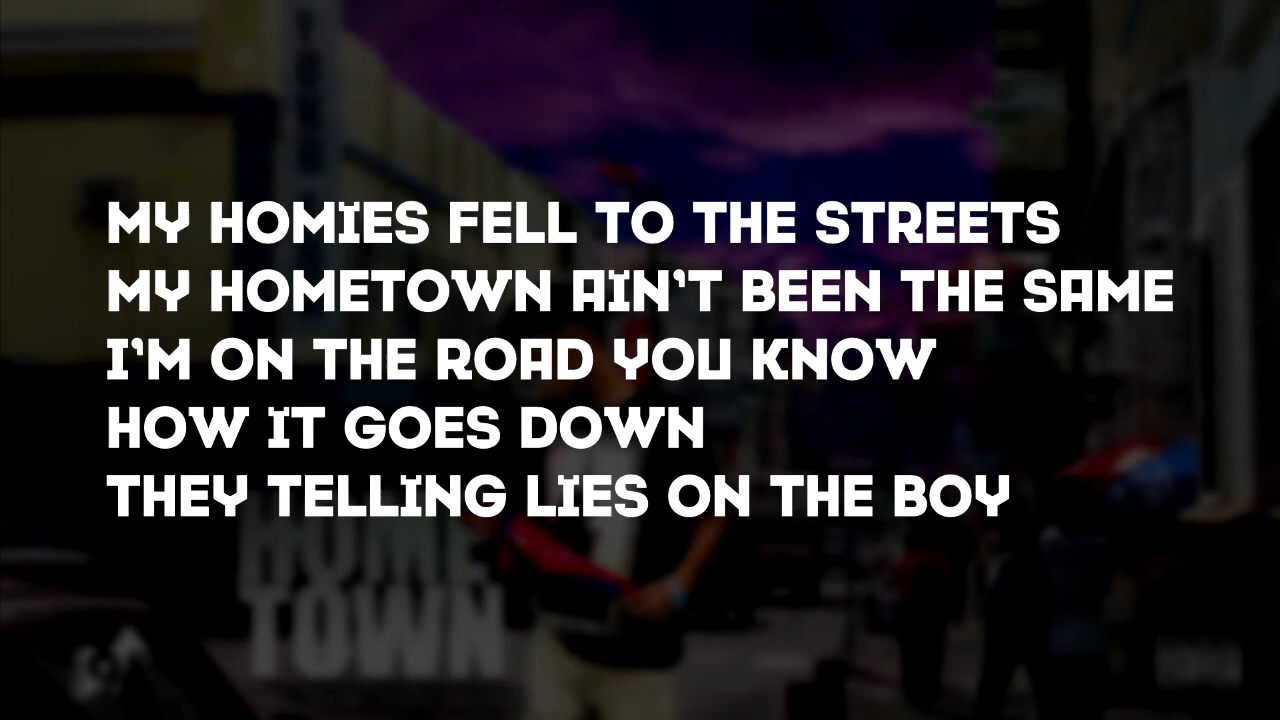 MY HOMIES FELL TO THE STREETS
MY HOMETOWN AIN'T BEEN THE SAME
I'M ON THE ROAD YOU KNOW
HOW IT GOES DOWN
THEY TELLING LIES ON THE BOY
HOME
TOWN